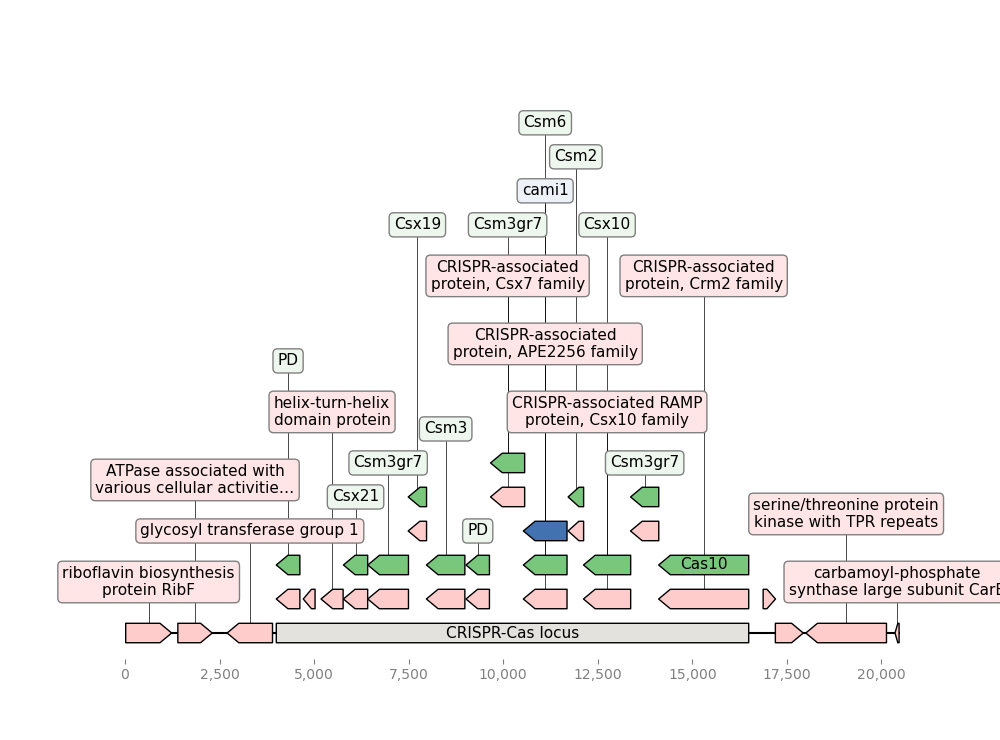 Csm6
Csm2
cami1
Csx19
Csm3gr7
Csx10
CRISPR-associated
protein, Csx7 family
CRISPR-associated
protein, Crm2 family
CRISPR-associated
protein, APE2256 family
PD
helix-turn-helix
domain protein
CRISPR-associated RAMP
protein, Csx10 family
Csm3
Csm3gr7
Csm3gr7
ATPase associated with
various cellular activitie...
Csx21
serine/threonine protein
kinase with TPR repeats
glycosyl transferase group 1
PD
Cas10
riboflavin biosynthesis
protein RibF
carbamoyl-phosphate
synthase large subunit CarB
CRISPR-Cas locus
0
2,500
5,000
7,500
10,000
12,500
15,000
17,500
20,000